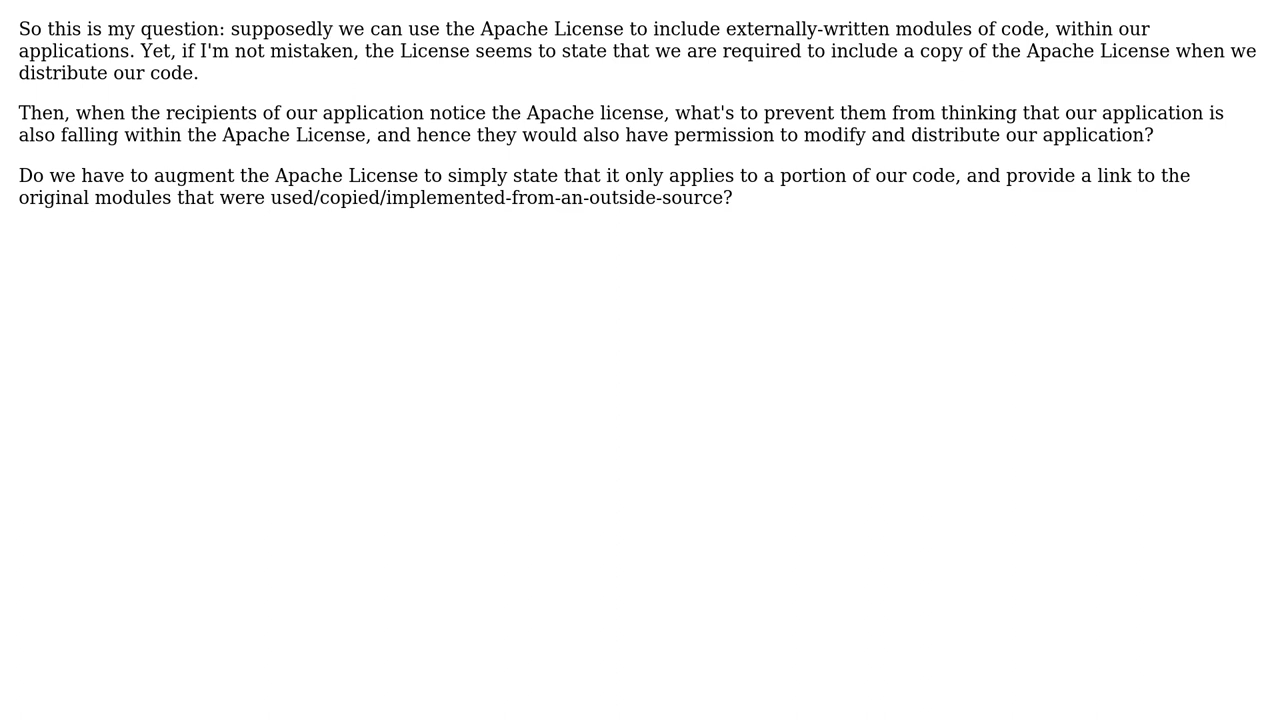 So this is my question: supposedly we can use the Apache License to include externally-written modules of code, within our
applications. Yet, if I'm not mistaken, the License seems to state that we are required to include a copy of the Apache License when we
distribute our code.
Then, when the recipients of our application notice the Apache license, what's to prevent them from thinking that our application is
also falling within the Apache License, and hence they would also have permission to modify and distribute our application?
Do we have to augment the Apache License to simply state that it only applies to a portion of our code, and provide a link to the
original modules that were used/copied/implemented-from-an-outside-source?